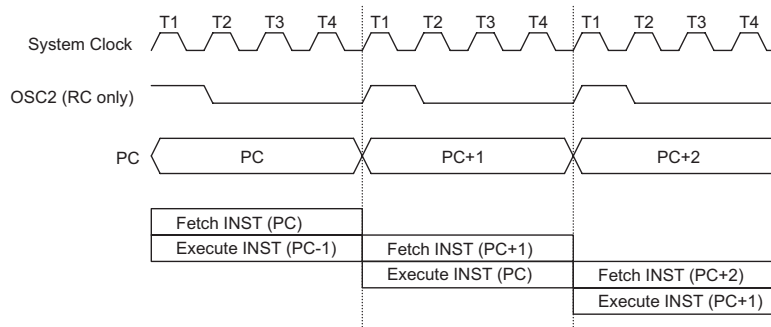 T1 T2 T3 T4 T1 T2 T3 T4 T1 T2 T3 T4
System Clock
OSC2 (RC only)
PC PC PC+1 PC+2
Fetch INST (PC)
Execute INST (PC-1) Fetch INST (PC+1)
Execute INST (PC) Fetch INST (PC+2)
Execute INST (PC+1)